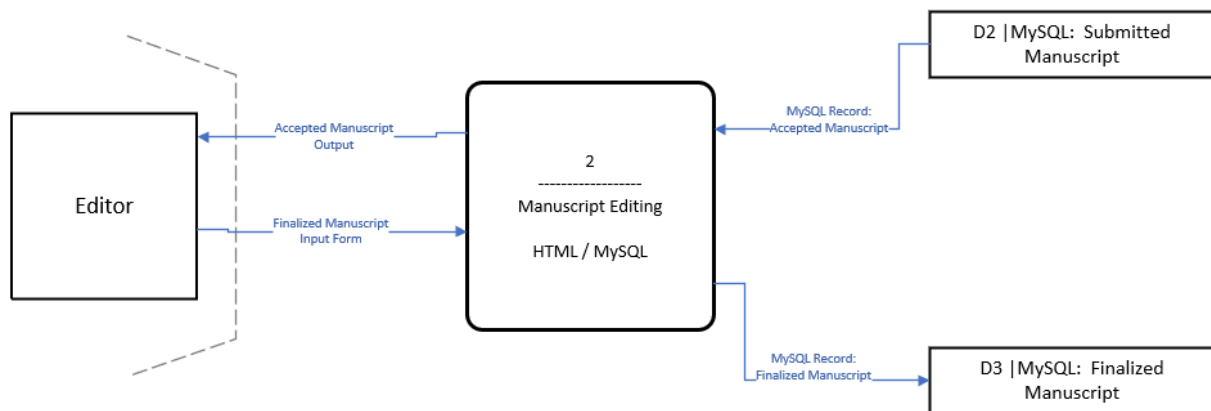 D2 |MySQL:  Submitted
Manuscript
MySQL Record:
Accepted Manuscript
Accepted Manuscript
Output
Editor
2
------------------
Manuscript Editing
HTML / MySQL
Finalized Manuscript
Input Form
MySQL Record:
Finalized Manuscript
D3 |MySQL:  Finalized
Manuscript